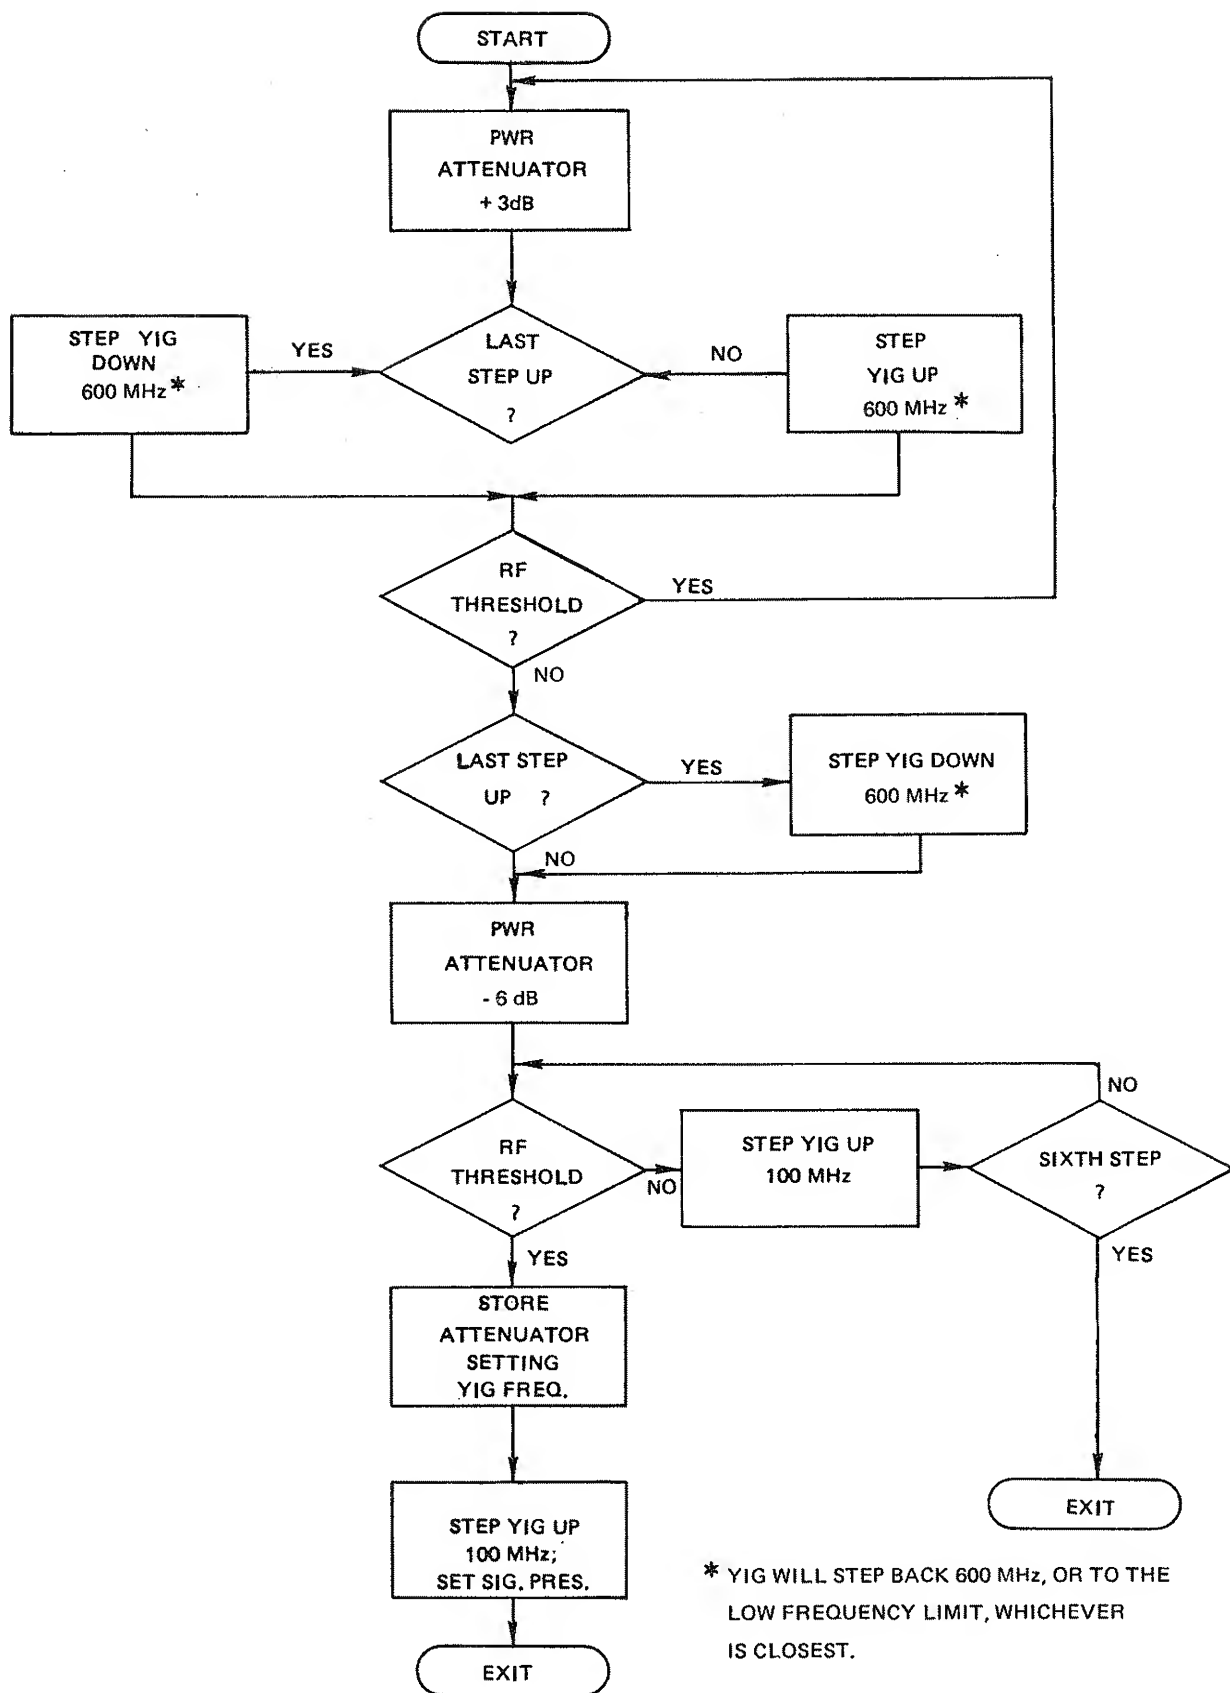 START
PWR
ATTENUATOR
+ 3dB
STEP YIG
DOWN
600 MHz *
YES
LAST
STEP UP
?
NO
STEP
YIG UP
600 MHz *
RF
THRESHOLD
?
YES
NO
LAST STEP
UP ?
YES
STEP YIG DOWN
600 MHz *
NO
PWR
ATTENUATOR
- 6 dB
RF
THRESHOLD
?
NO
STEP YIG UP
100 MHz
NO
SIXTH STEP
?
YES
YES
STORE
ATTENUATOR
SETTING
YIG FREQ.
STEP YIG UP
100 MHz;
SET SIG. PRES.
EXIT
EXIT
* YIG WILL STEP BACK 600 MHz, OR TO THE
LOW FREQUENCY LIMIT, WHICHEVER
IS CLOSEST.